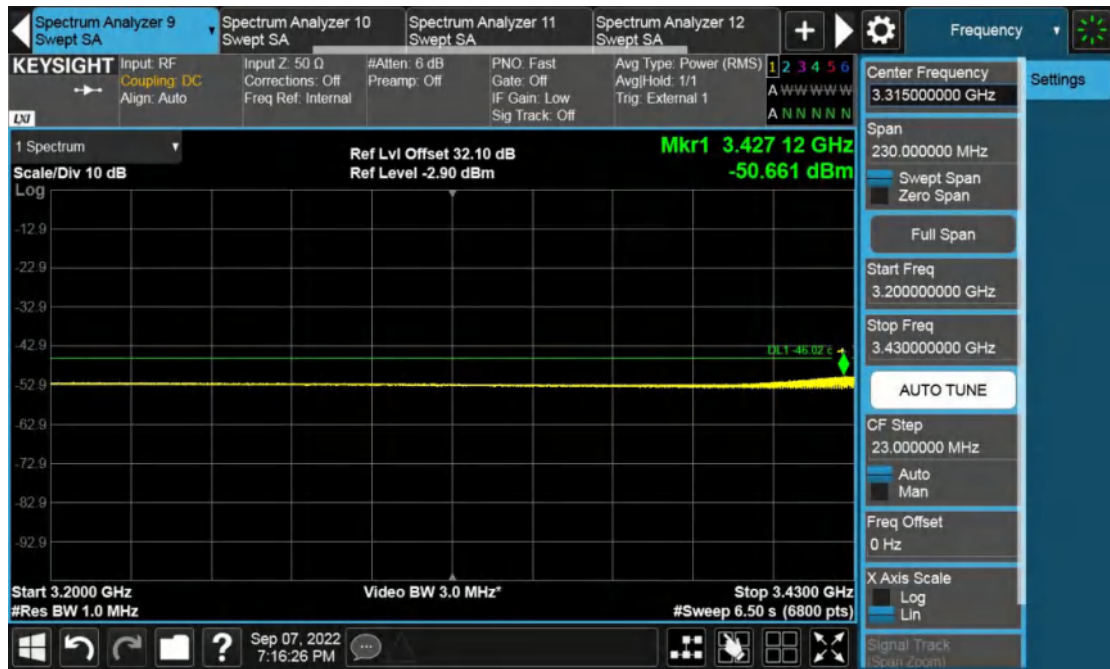 Spectrum Analyzer 9
Swept SA
Spectrum Analyzer 10
Swept SA
Spectrum Analyzer 11
Swept SA
Spectrum Analyzer 12
Swept SA
Frequency
KEYSIGHT
LXI
Input: RF
Coupling: DC
Align: Auto
Input Z: 50 Ω
Corrections: Off
Freq Ref: Internal
#Atten: 6 dB
Preamp: Off
PNO: Fast
Gate: Off
IF Gain: Low
Sig Track: Off
Avg Type: Power (RMS)
Avg|Hold: 1/1
Trig: External 1
1 2 3 4 5 6
A W W W W W
A N N N N N
1 Spectrum
Scale/Div 10 dB
Log
Ref Lvl Offset 32.10 dB
Ref Level -2.90 dBm
Mkr1 3.427 12 GHz
-50.661 dBm
-12.9
-22.9
-32.9
-42.9
DL1 -46.02
-52.9
-62.9
-72.9
-82.9
-92.9
Start 3.2000 GHz
#Res BW 1.0 MHz
Video BW 3.0 MHz*
Stop 3.4300 GHz
#Sweep 6.50 s (6800 pts)
?
Sep 07, 2022
7:16:26 PM
Center Frequency
3.315000000 GHz
Settings
Span
230.000000 MHz
Swept Span
Zero Span
Full Span
Start Freq
3.200000000 GHz
Stop Freq
3.430000000 GHz
AUTO TUNE
CF Step
23.000000 MHz
Auto
Man
Freq Offset
0 Hz
X Axis Scale
Log
Lin
Signal Track
(Span Zoom)